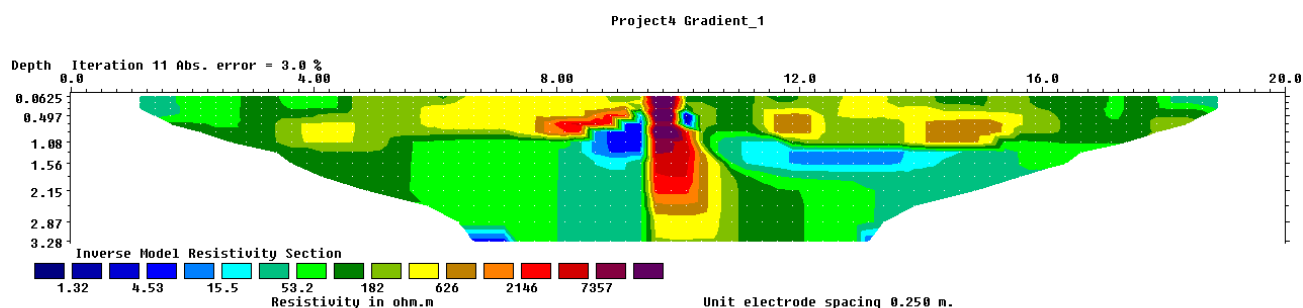 Project4 Gradient_1
Depth Iteration 11 Abs. error = 3.0 %
0.0 4.00 8.00 12.0 16.0 20.0
0.0625
0.497
1.08
1.56
2.15
2.87
3.28
Inverse Model Resistivity Section
1.32 4.53 15.5 53.2 182 626 2146 7357
Resistivity in ohm.m Unit electrode spacing 0.250 m.